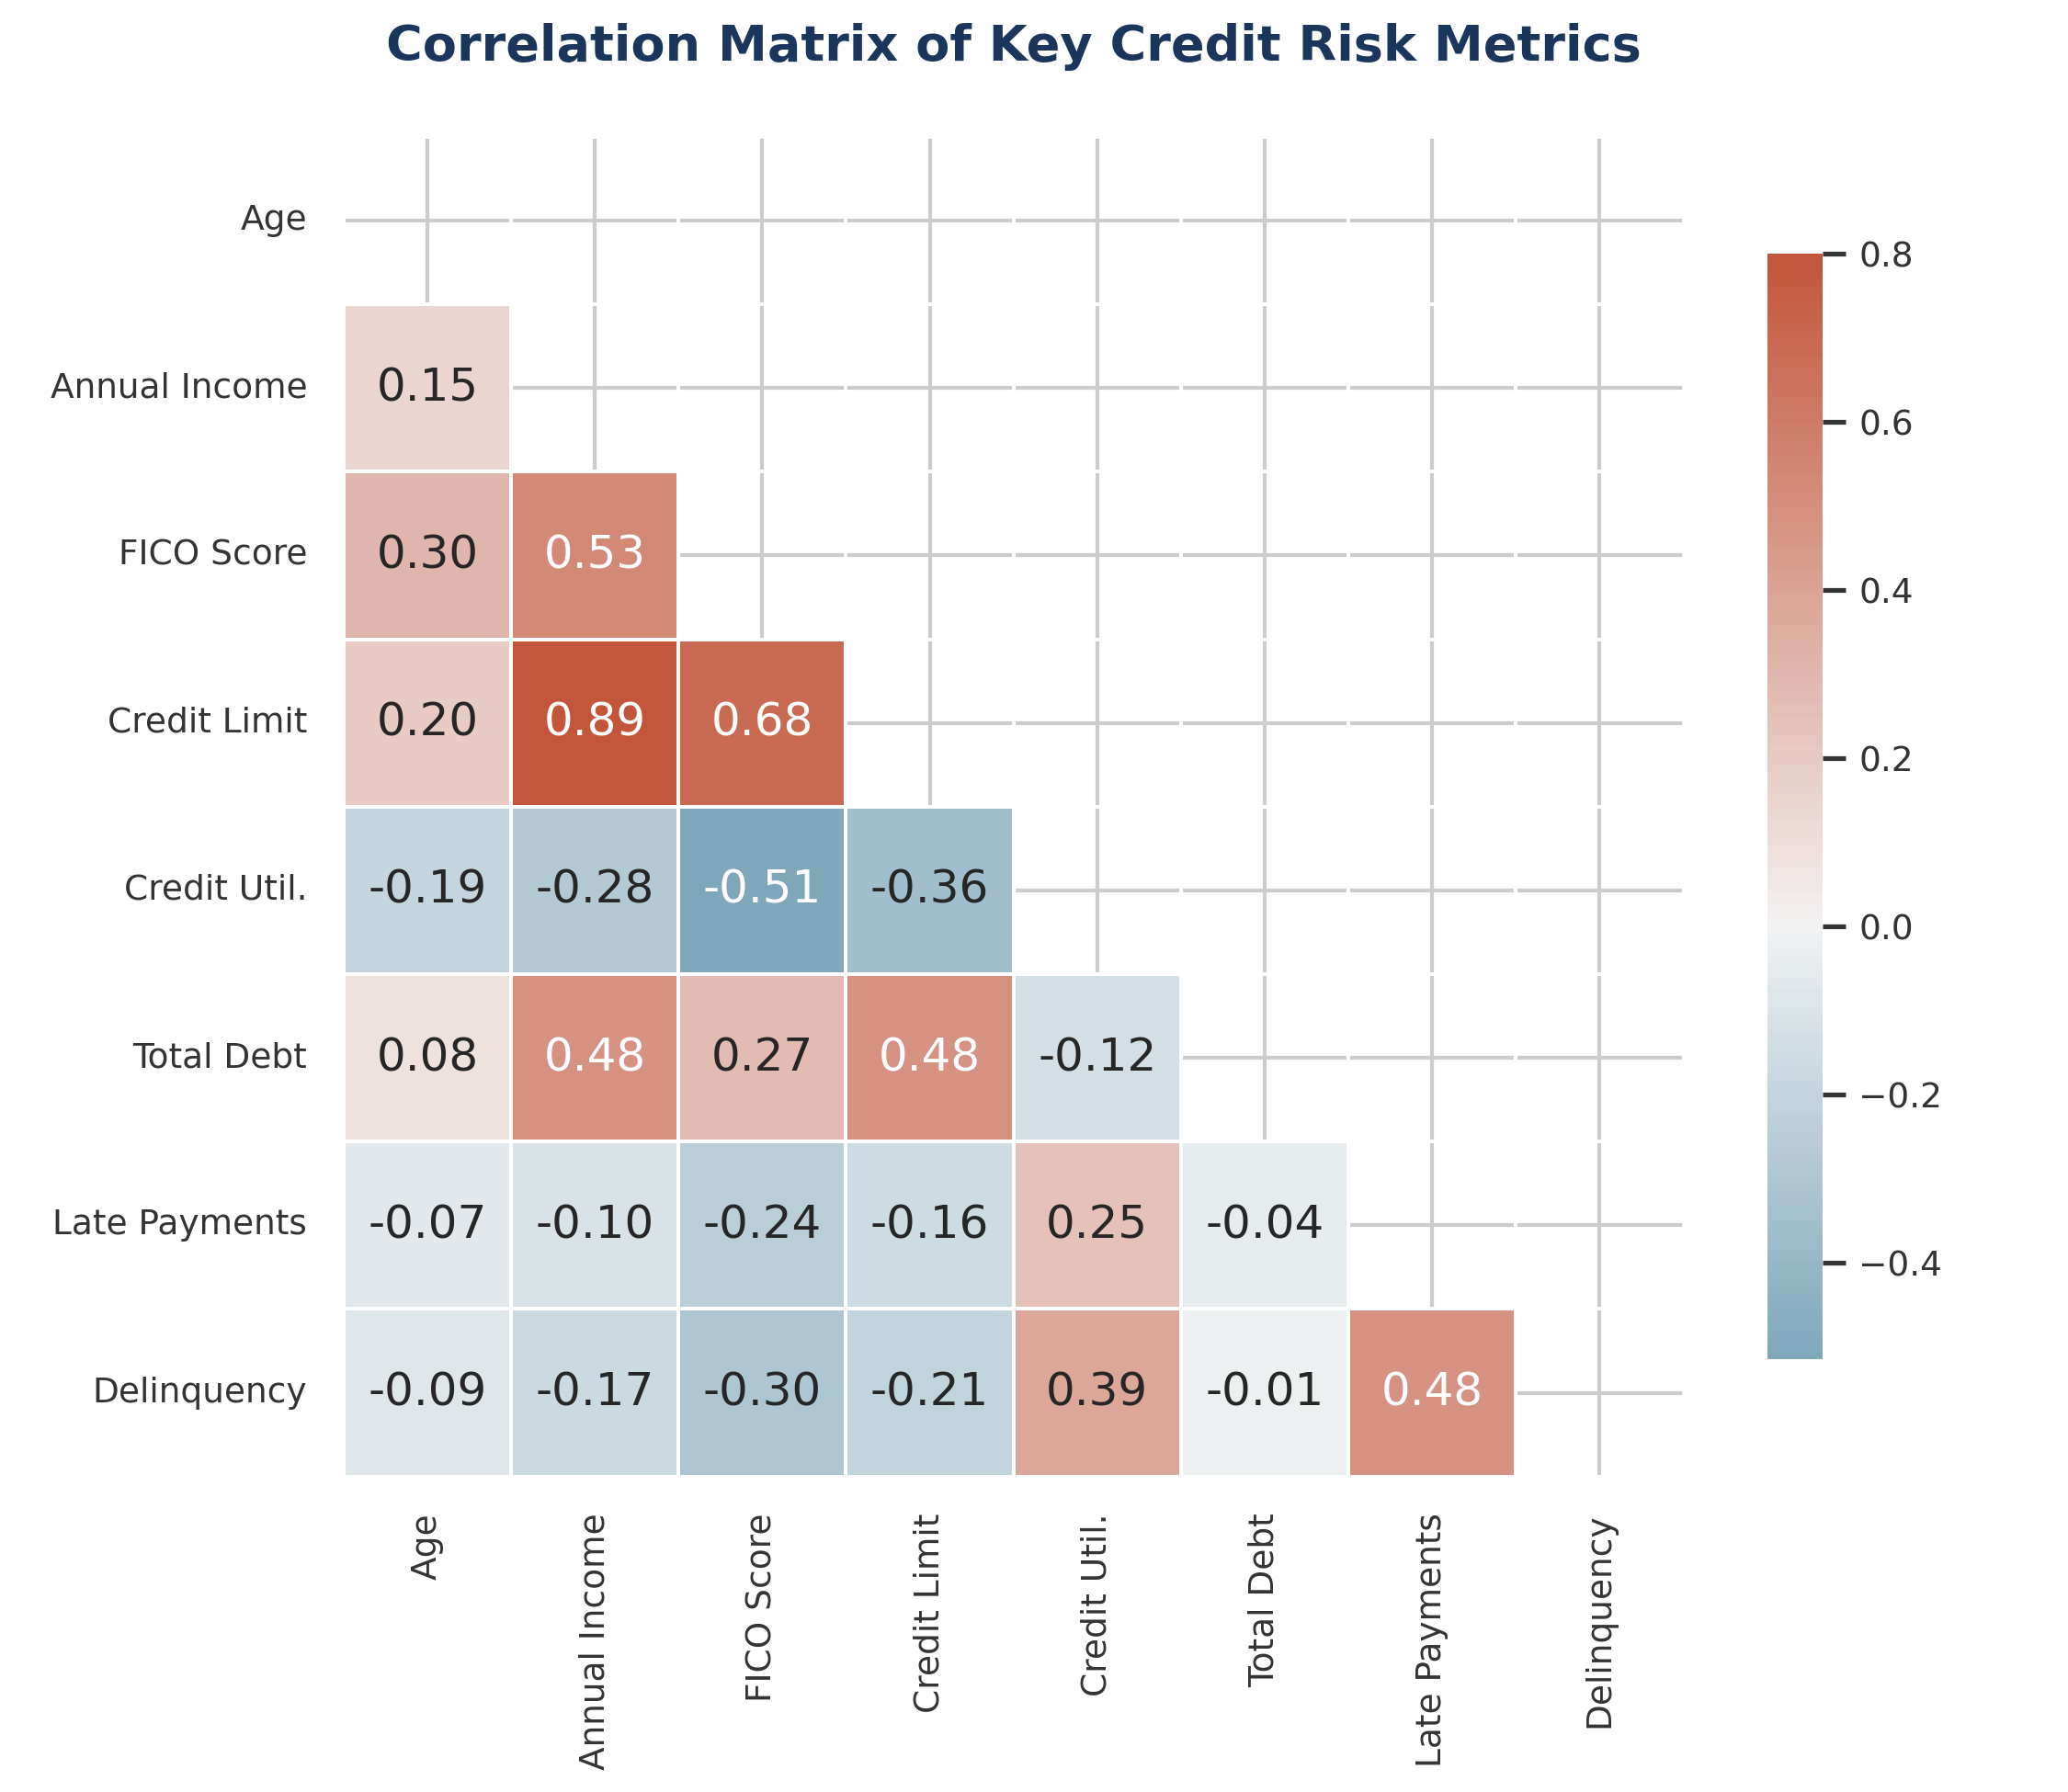 Correlation Matrix of Key Credit Risk Metrics
Age
Annual Income 0.15
FICO Score 0.30 0.53
Credit Limit 0.20 0.89 0.68
Credit Util. -0.19 -0.28 -0.51 -0.36
Total Debt 0.08 0.48 0.27 0.48 -0.12
Late Payments -0.07 -0.10 -0.24 -0.16 0.25 -0.04
Delinquency -0.09 -0.17 -0.30 -0.21 0.39 -0.01 0.48
Age Annual Income FICO Score Credit Limit Credit Util. Total Debt Late Payments Delinquency
0.8
0.6
0.4
0.2
0.0
−0.2
−0.4